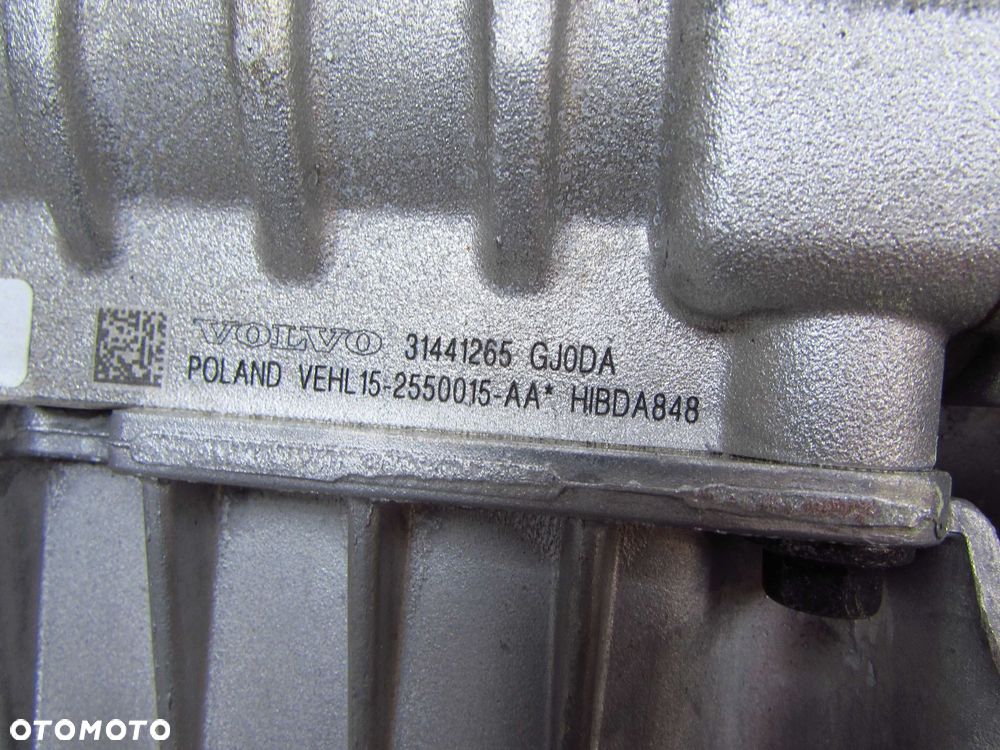 VOLVO 31441265 GJ0DA
POLAND VEHL15-2550015-AA* HIBDA848
OTOMOTO